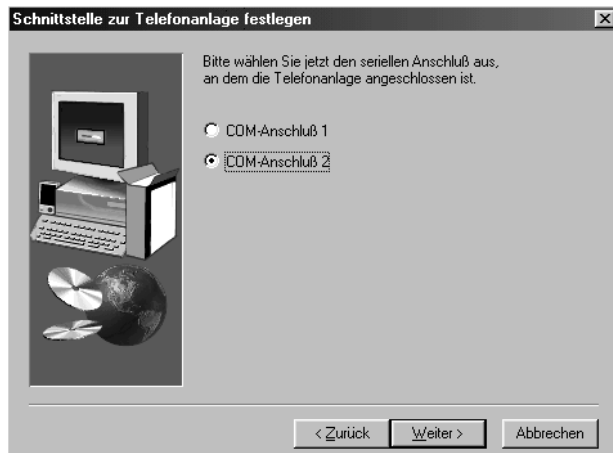 Schnittstelle zur Telefonanlage festlegen
Bitte wählen Sie jetzt den seriellen Anschluß aus,
an dem die Telefonanlage angeschlossen ist.
COM-Anschluß 1
COM-Anschluß 2
< Zurück
Weiter >
Abbrechen